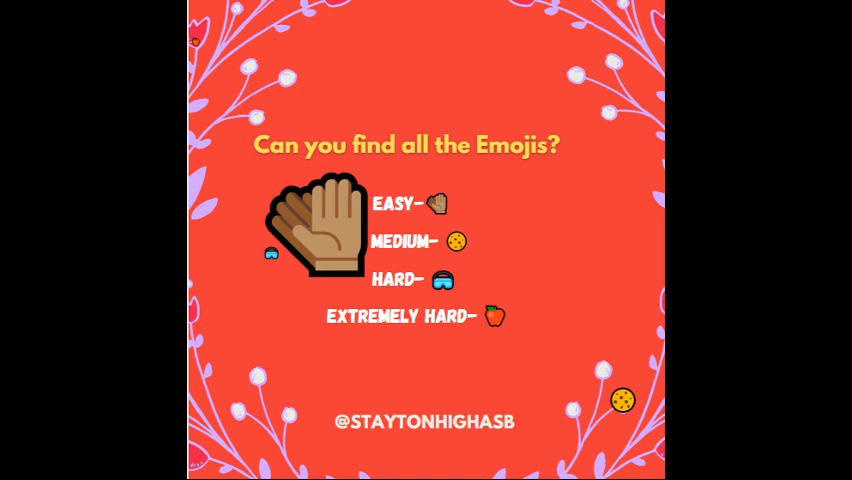 Can you find all the Emojis?
EASY-
MEDIUM-
HARD-
EXTREMELY HARD-
@STAYTONHIGHASB